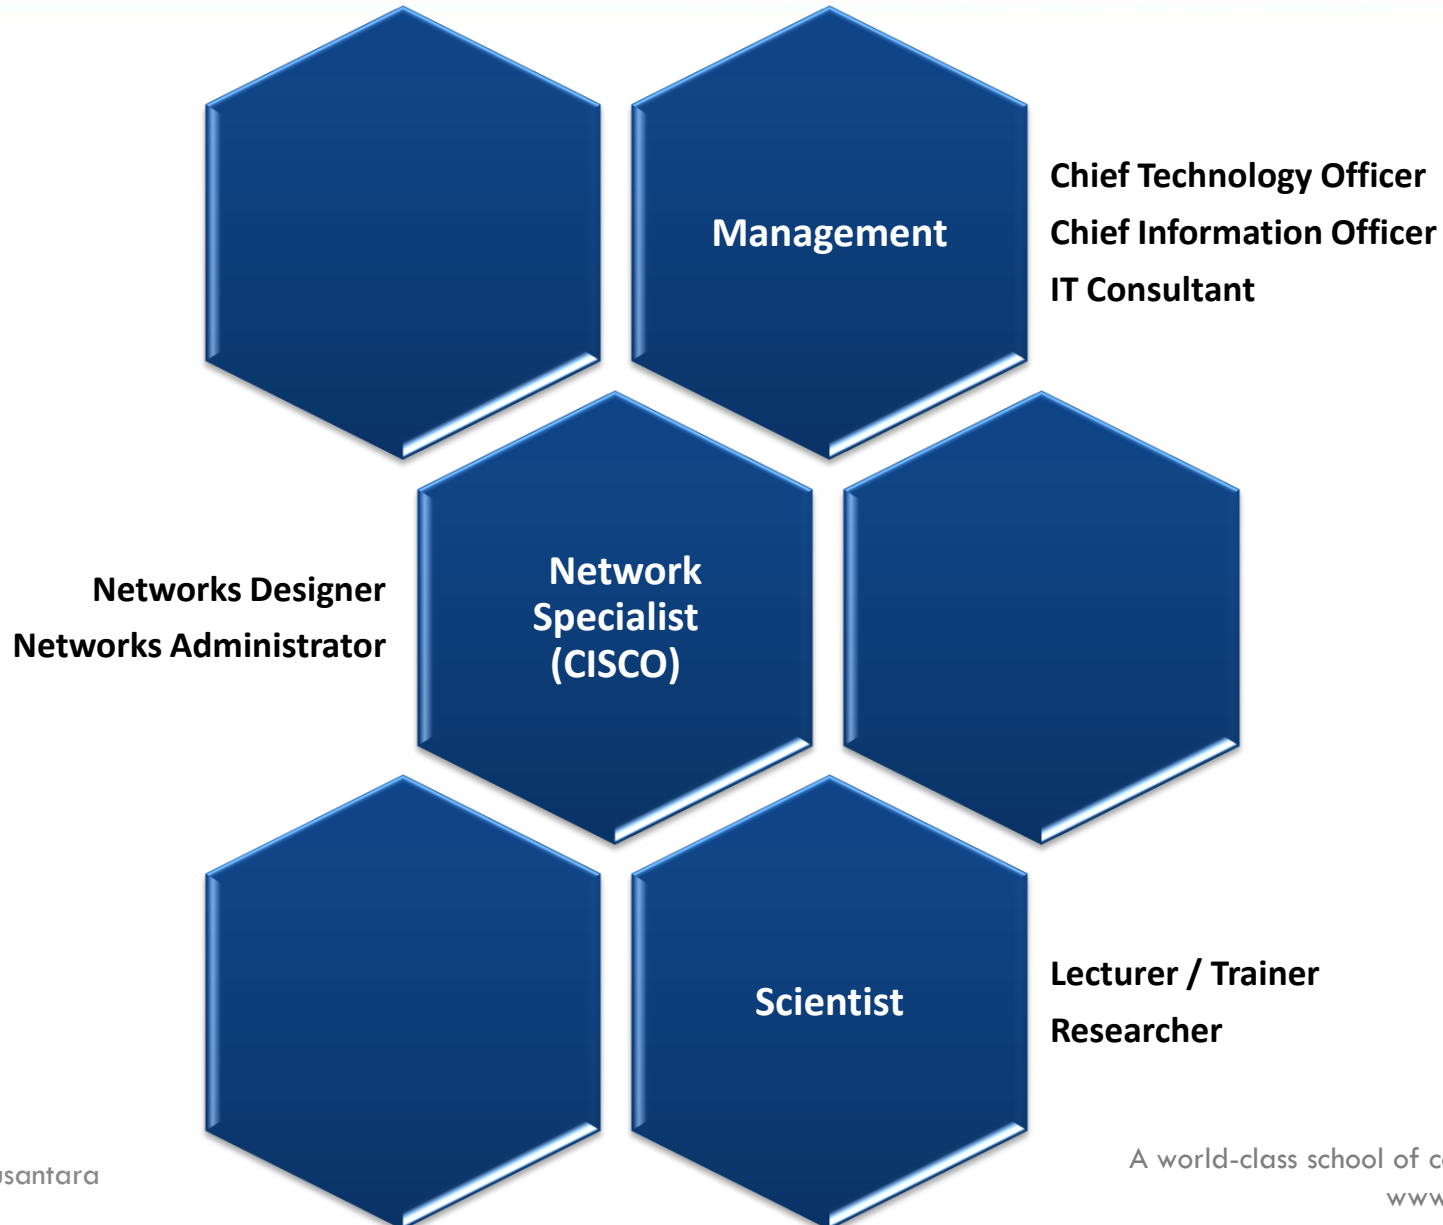 Management
Chief Technology Officer
Chief Information Officer
IT Consultant
Networks Designer
Networks Administrator
Network
Specialist
(CISCO)
Scientist
Lecturer / Trainer
Researcher
A world-class school of
www